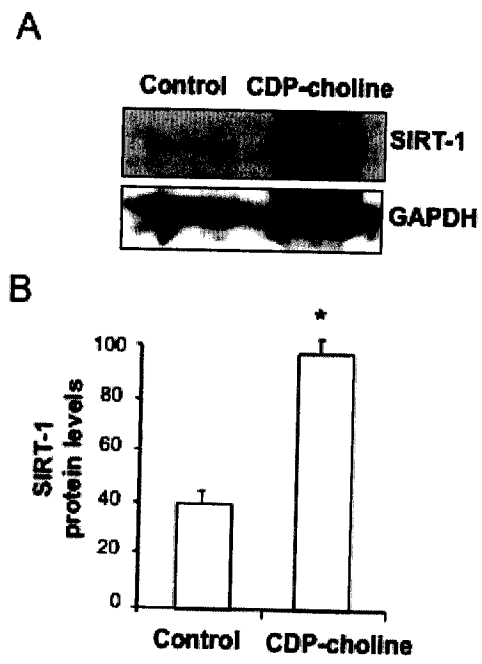 A
Control CDP-choline
SIRT-1
GAPDH
B
*
100
80
60
40
20
0
SIRT-1
protein levels
Control CDP-choline